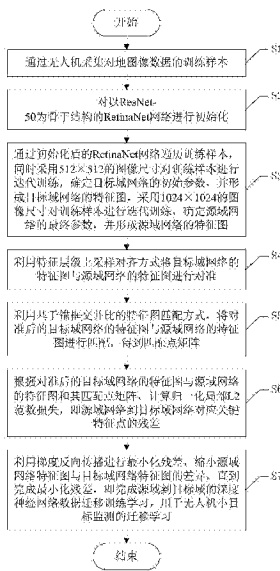 开始
S1
通过无人机采集对地图像数据的训练样本
S2
对以ResNet-
50为骨干结构的RetinaNet网络进行初始化
S3
通过初始化后的RetinaNet网络遍历训练样本,
同时采用512×512的图像尺寸对训练样本进行
迭代训练, 确定目标域网络的初始参数, 并形
成目标域网络的特征图, 采用1024×1024的图
像尺寸对训练样本进行迭代训练, 确定源域网
络的最终参数, 并形成源域网络的特征图
S4
利用特征层级上采样对齐方式将目标域网络的
特征图与源域网络的特征图进行对准
S5
利用基于锚框交并比的特征图匹配方式, 将对
准后的目标域网络的特征图与源域网络的特征
图进行匹配, 得到匹配点矩阵
S6
根据对准后的目标域网络的特征图与源域网络
的特征图和其匹配点矩阵, 计算归一化局部L2
范数损失, 即源域网络到目标域网络对应关键
特征点的残差
S7
利用梯度反向传播进行最小化残差, 缩小源域
网络特征图与目标域网络特征图的差异, 直到
完成最小化残差, 即完成源域到目标域的深度
神经网络数据迁移训练学习, 用于无人机小目
标监测的迁移学习
结束